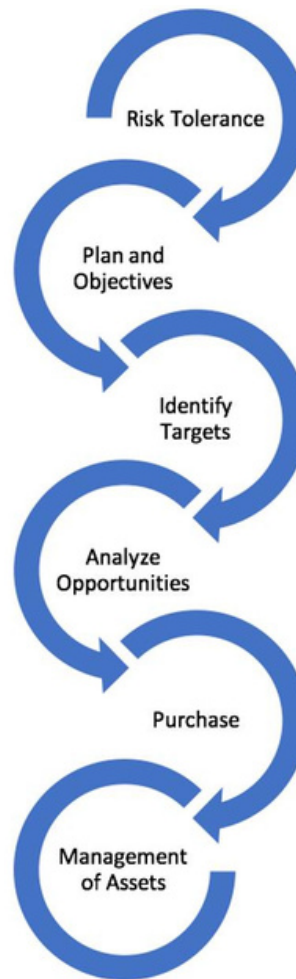 Risk Tolerance
Plan and
Objectives
Identify
Targets
Analyze
Opportunities
Purchase
Management
of Assets